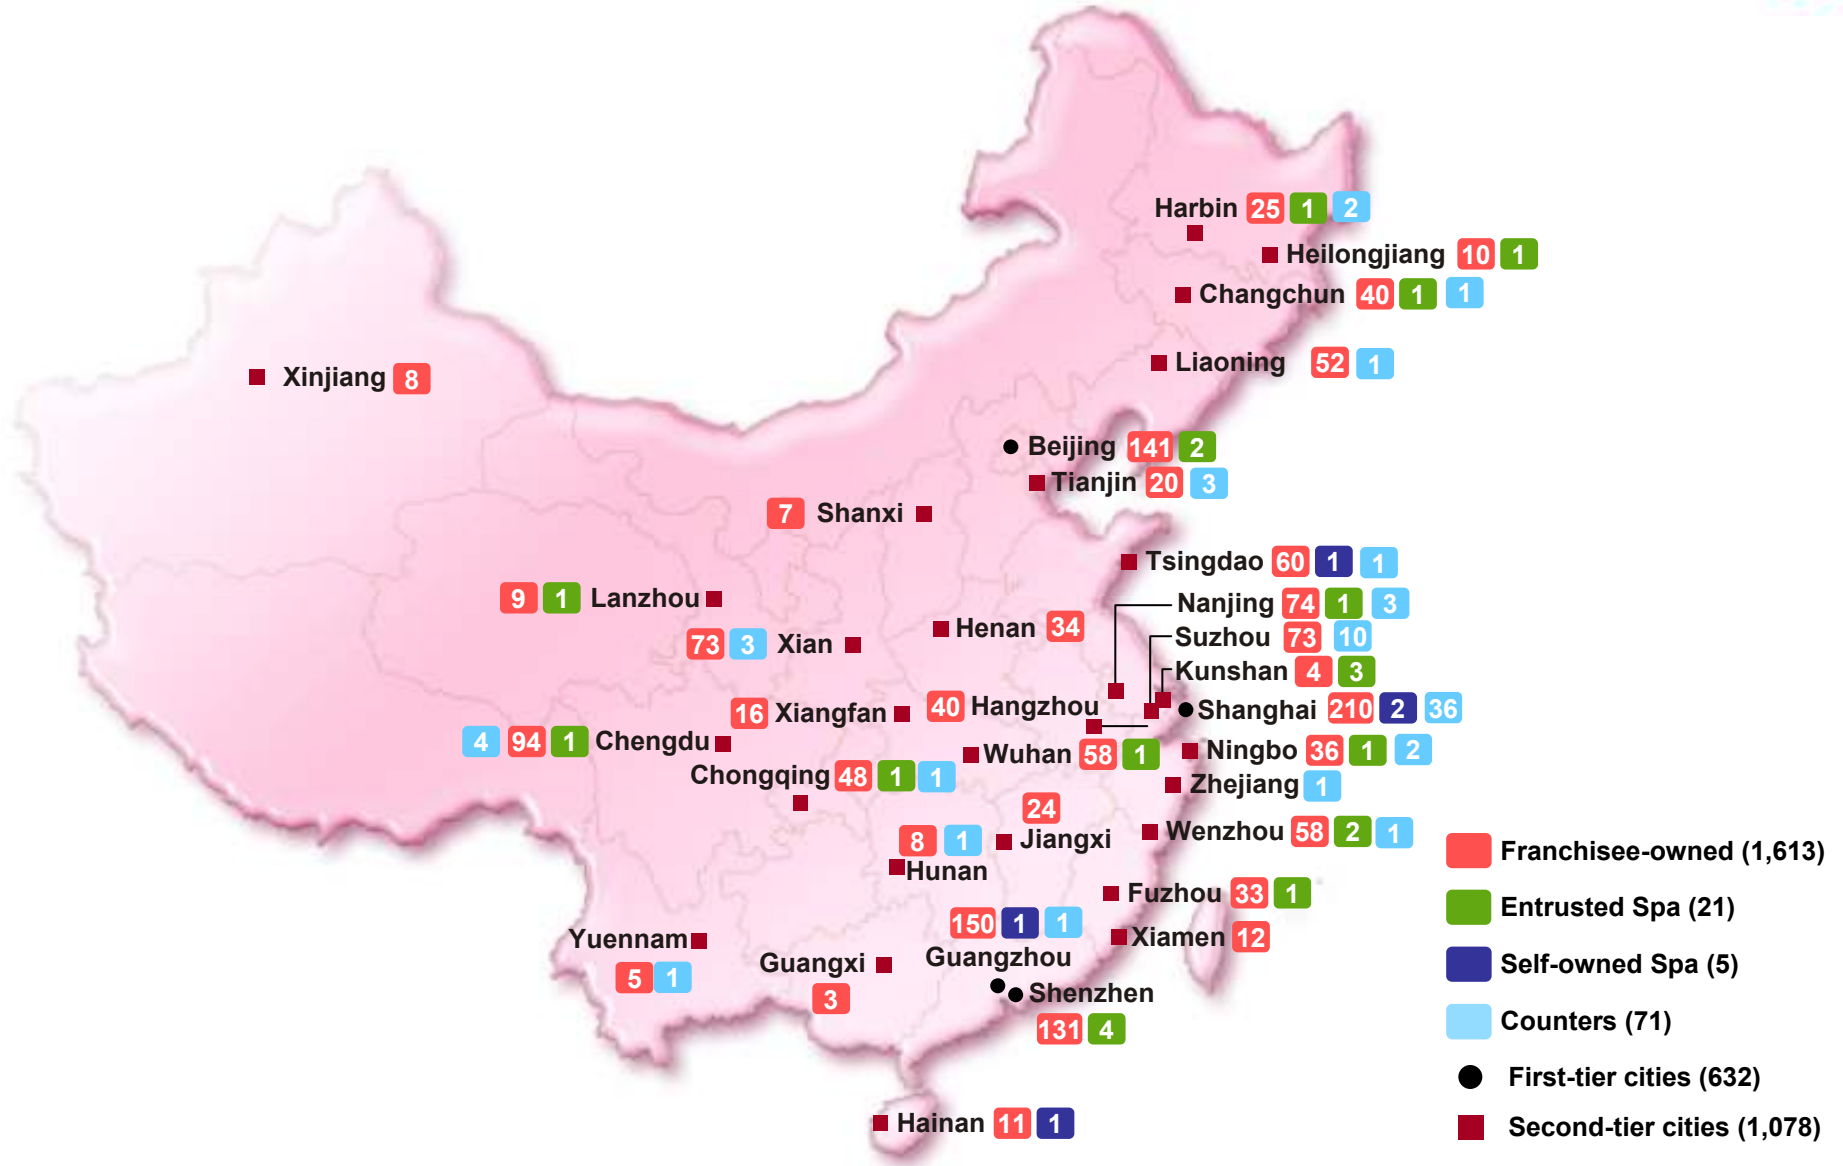 Harbin 25 1 2
Heilongjiang 10 1
Changchun 40 1 1
Liaoning 52 1
Xinjiang 8
Beijing 141 2
Tianjin 20 3
7 Shanxi
Tsingdao 60 1 1
9 1 Lanzhou
Nanjing 74 1 3
Henan 34
Suzhou 73 10
73 3 Xian
Kunshan 4 3
40 Hangzhou
Shanghai 210 2 36
16 Xiangfan
4 94 1 Chengdu
Wuhan 58 1
Ningbo 36 1 2
Chongqing 48 1 1
Zhejiang 1
24
Jiangxi
Wenzhou 58 2 1
8 1
Hunan
Fuzhou 33 1
150 1 1
Guangzhou
Xiamen 12
Yuennam
5 1
Guangxi
3
Shenzhen
131 4
Hainan 11 1
Franchisee-owned (1,613)
Entrusted Spa (21)
Self-owned Spa (5)
Counters (71)
First-tier cities (632)
Second-tier cities (1,078)